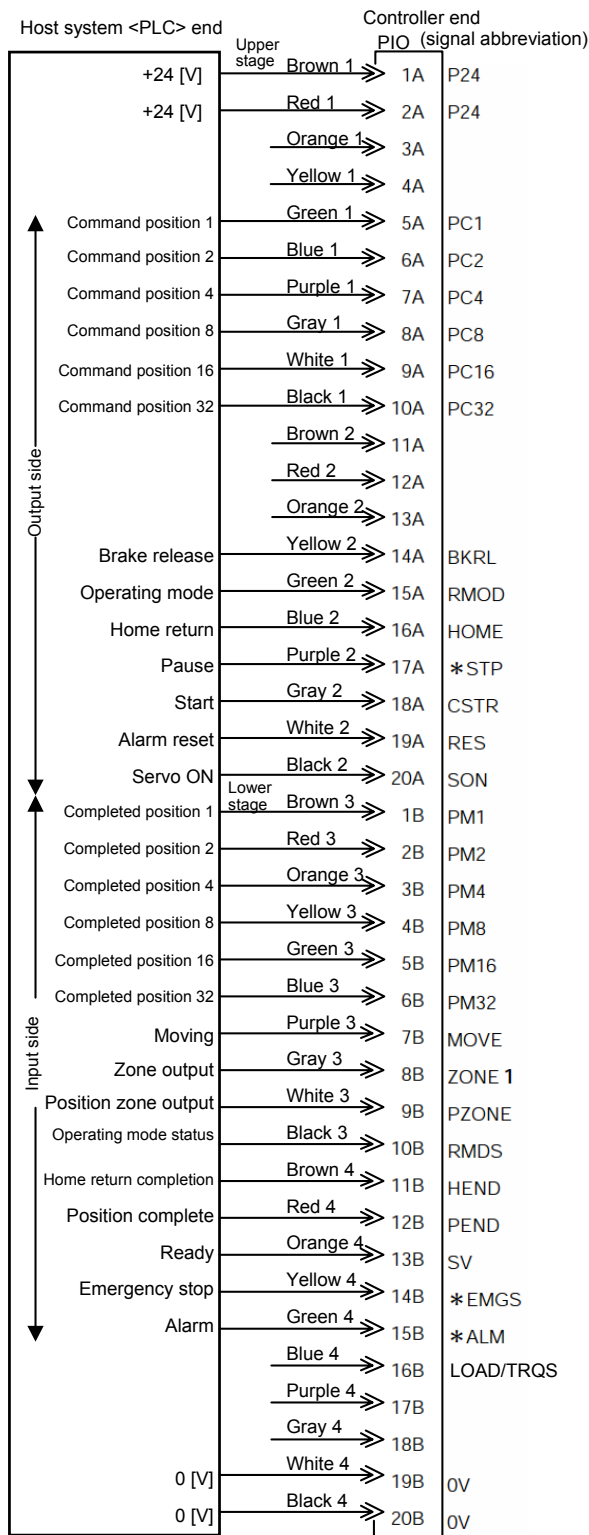 Host system <PLC> end
Controller end
PIO (signal abbreviation)
Upper
stage
+24 [V] Brown 1 1A P24
+24 [V] Red 1 2A P24
Orange 1 3A
Yellow 1 4A
Command position 1 Green 1 5A PC1
Command position 2 Blue 1 6A PC2
Command position 4 Purple 1 7A PC4
Command position 8 Gray 1 8A PC8
Command position 16 White 1 9A PC16
Command position 32 Black 1 10A PC32
Brown 2 11A
Red 2 12A
Orange 2 13A
Output side
Brake release Yellow 2 14A BKRL
Operating mode Green 2 15A RMOD
Home return Blue 2 16A HOME
Pause Purple 2 17A *STP
Start Gray 2 18A CSTR
Alarm reset White 2 19A RES
Servo ON Black 2 20A SON
Lower
stage
Completed position 1 Brown 3 1B PM1
Completed position 2 Red 3 2B PM2
Completed position 4 Orange 3 3B PM4
Completed position 8 Yellow 3 4B PM8
Completed position 16 Green 3 5B PM16
Completed position 32 Blue 3 6B PM32
Input side
Moving Purple 3 7B MOVE
Zone output Gray 3 8B ZONE 1
Position zone output White 3 9B PZONE
Operating mode status Black 3 10B RMDS
Home return completion Brown 4 11B HEND
Position complete Red 4 12B PEND
Ready Orange 4 13B SV
Emergency stop Yellow 4 14B *EMGS
Alarm Green 4 15B *ALM
Blue 4 16B LOAD/TRQS
Purple 4 17B
Gray 4 18B
0 [V] White 4 19B 0V
0 [V] Black 4 20B 0V